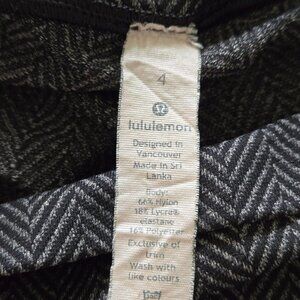 4
lululemon
Designed in
Vancouver
Made in Sri
Lanka
Body:
66% Nylon
18% Lycra®
elastane
16% Polyester
Exclusive of
trim
Wash with
like colours